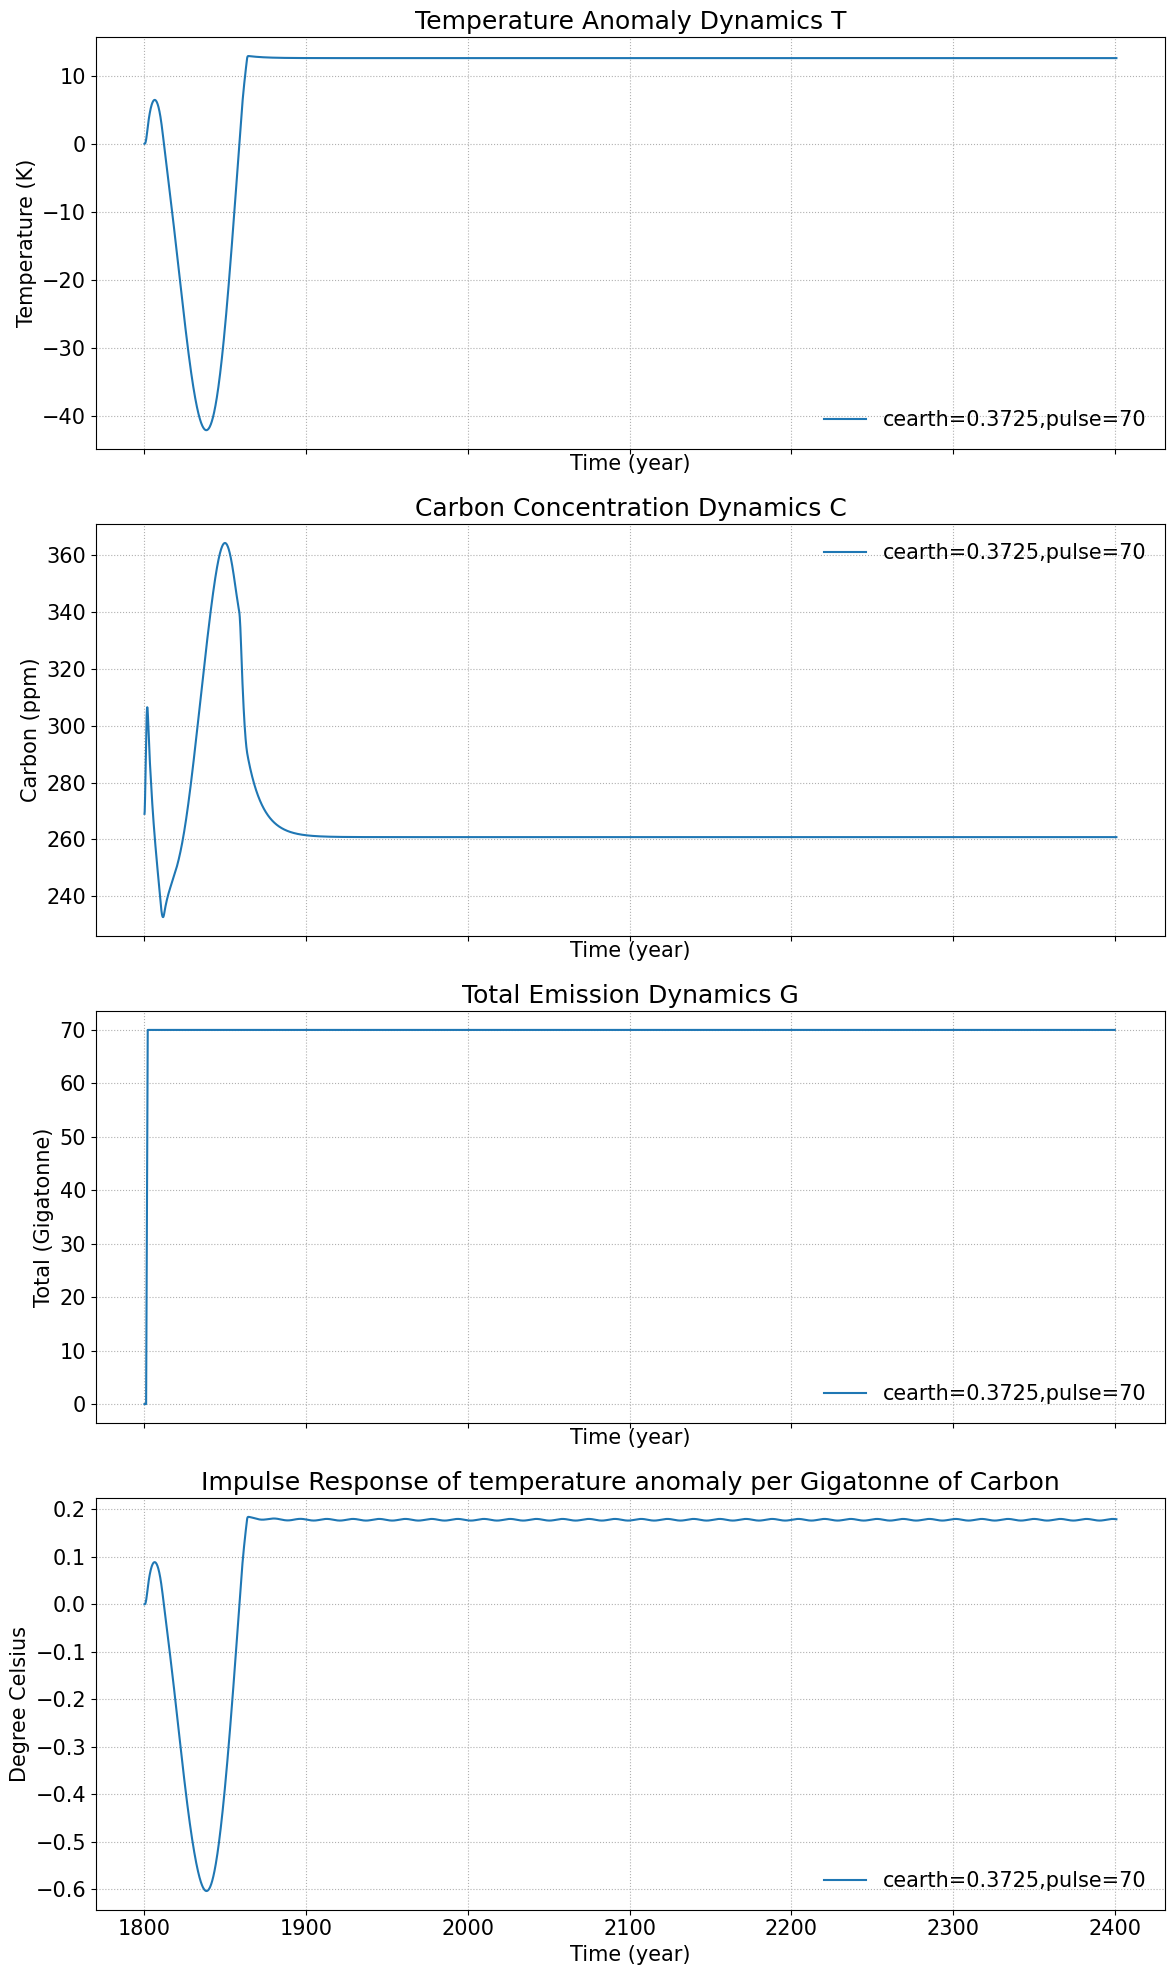 Temperature Anomaly Dynamics T
10
0
−10
−20
−30
−40
Temperature (K)
cearth=0.3725,pulse=70
Time (year)
Carbon Concentration Dynamics C
360
340
320
300
280
260
240
Carbon (ppm)
cearth=0.3725,pulse=70
Time (year)
Total Emission Dynamics G
70
60
50
40
30
20
10
0
Total (Gigatonne)
cearth=0.3725,pulse=70
Time (year)
Impulse Response of temperature anomaly per Gigatonne of Carbon
0.2
0.1
0.0
−0.1
−0.2
−0.3
−0.4
−0.5
−0.6
Degree Celsius
cearth=0.3725,pulse=70
1800 1900 2000 2100 2200 2300 2400
Time (year)